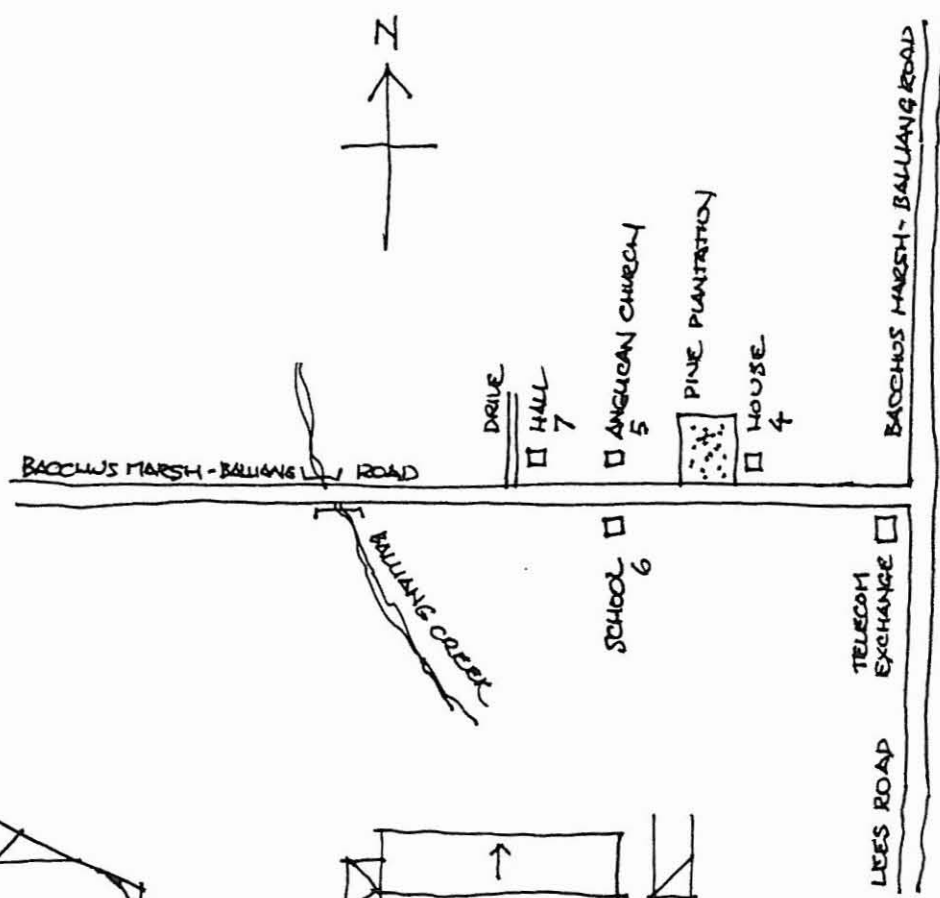 N
BACCHUS MARSH - BALLIANG ROAD
BACCHUS MARSH - BALLIANG ROAD
BALLIANG CREEK
DRIVE
HALL
7
ANGLICAN CHURCH
5
PINE PLANTATION
HOUSE
4
SCHOOL
6
TELECOM
EXCHANGE
LEES ROAD